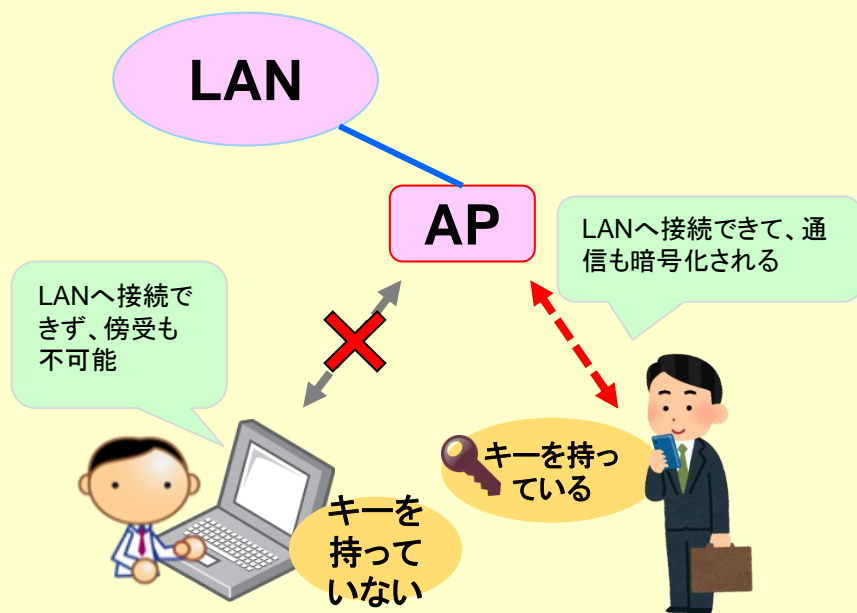 LAN
AP
LANへ接続できて、通
信も暗号化される
LANへ接続で
きず、傍受も
不可能
キーを持っ
ている
キーを
持って
いない